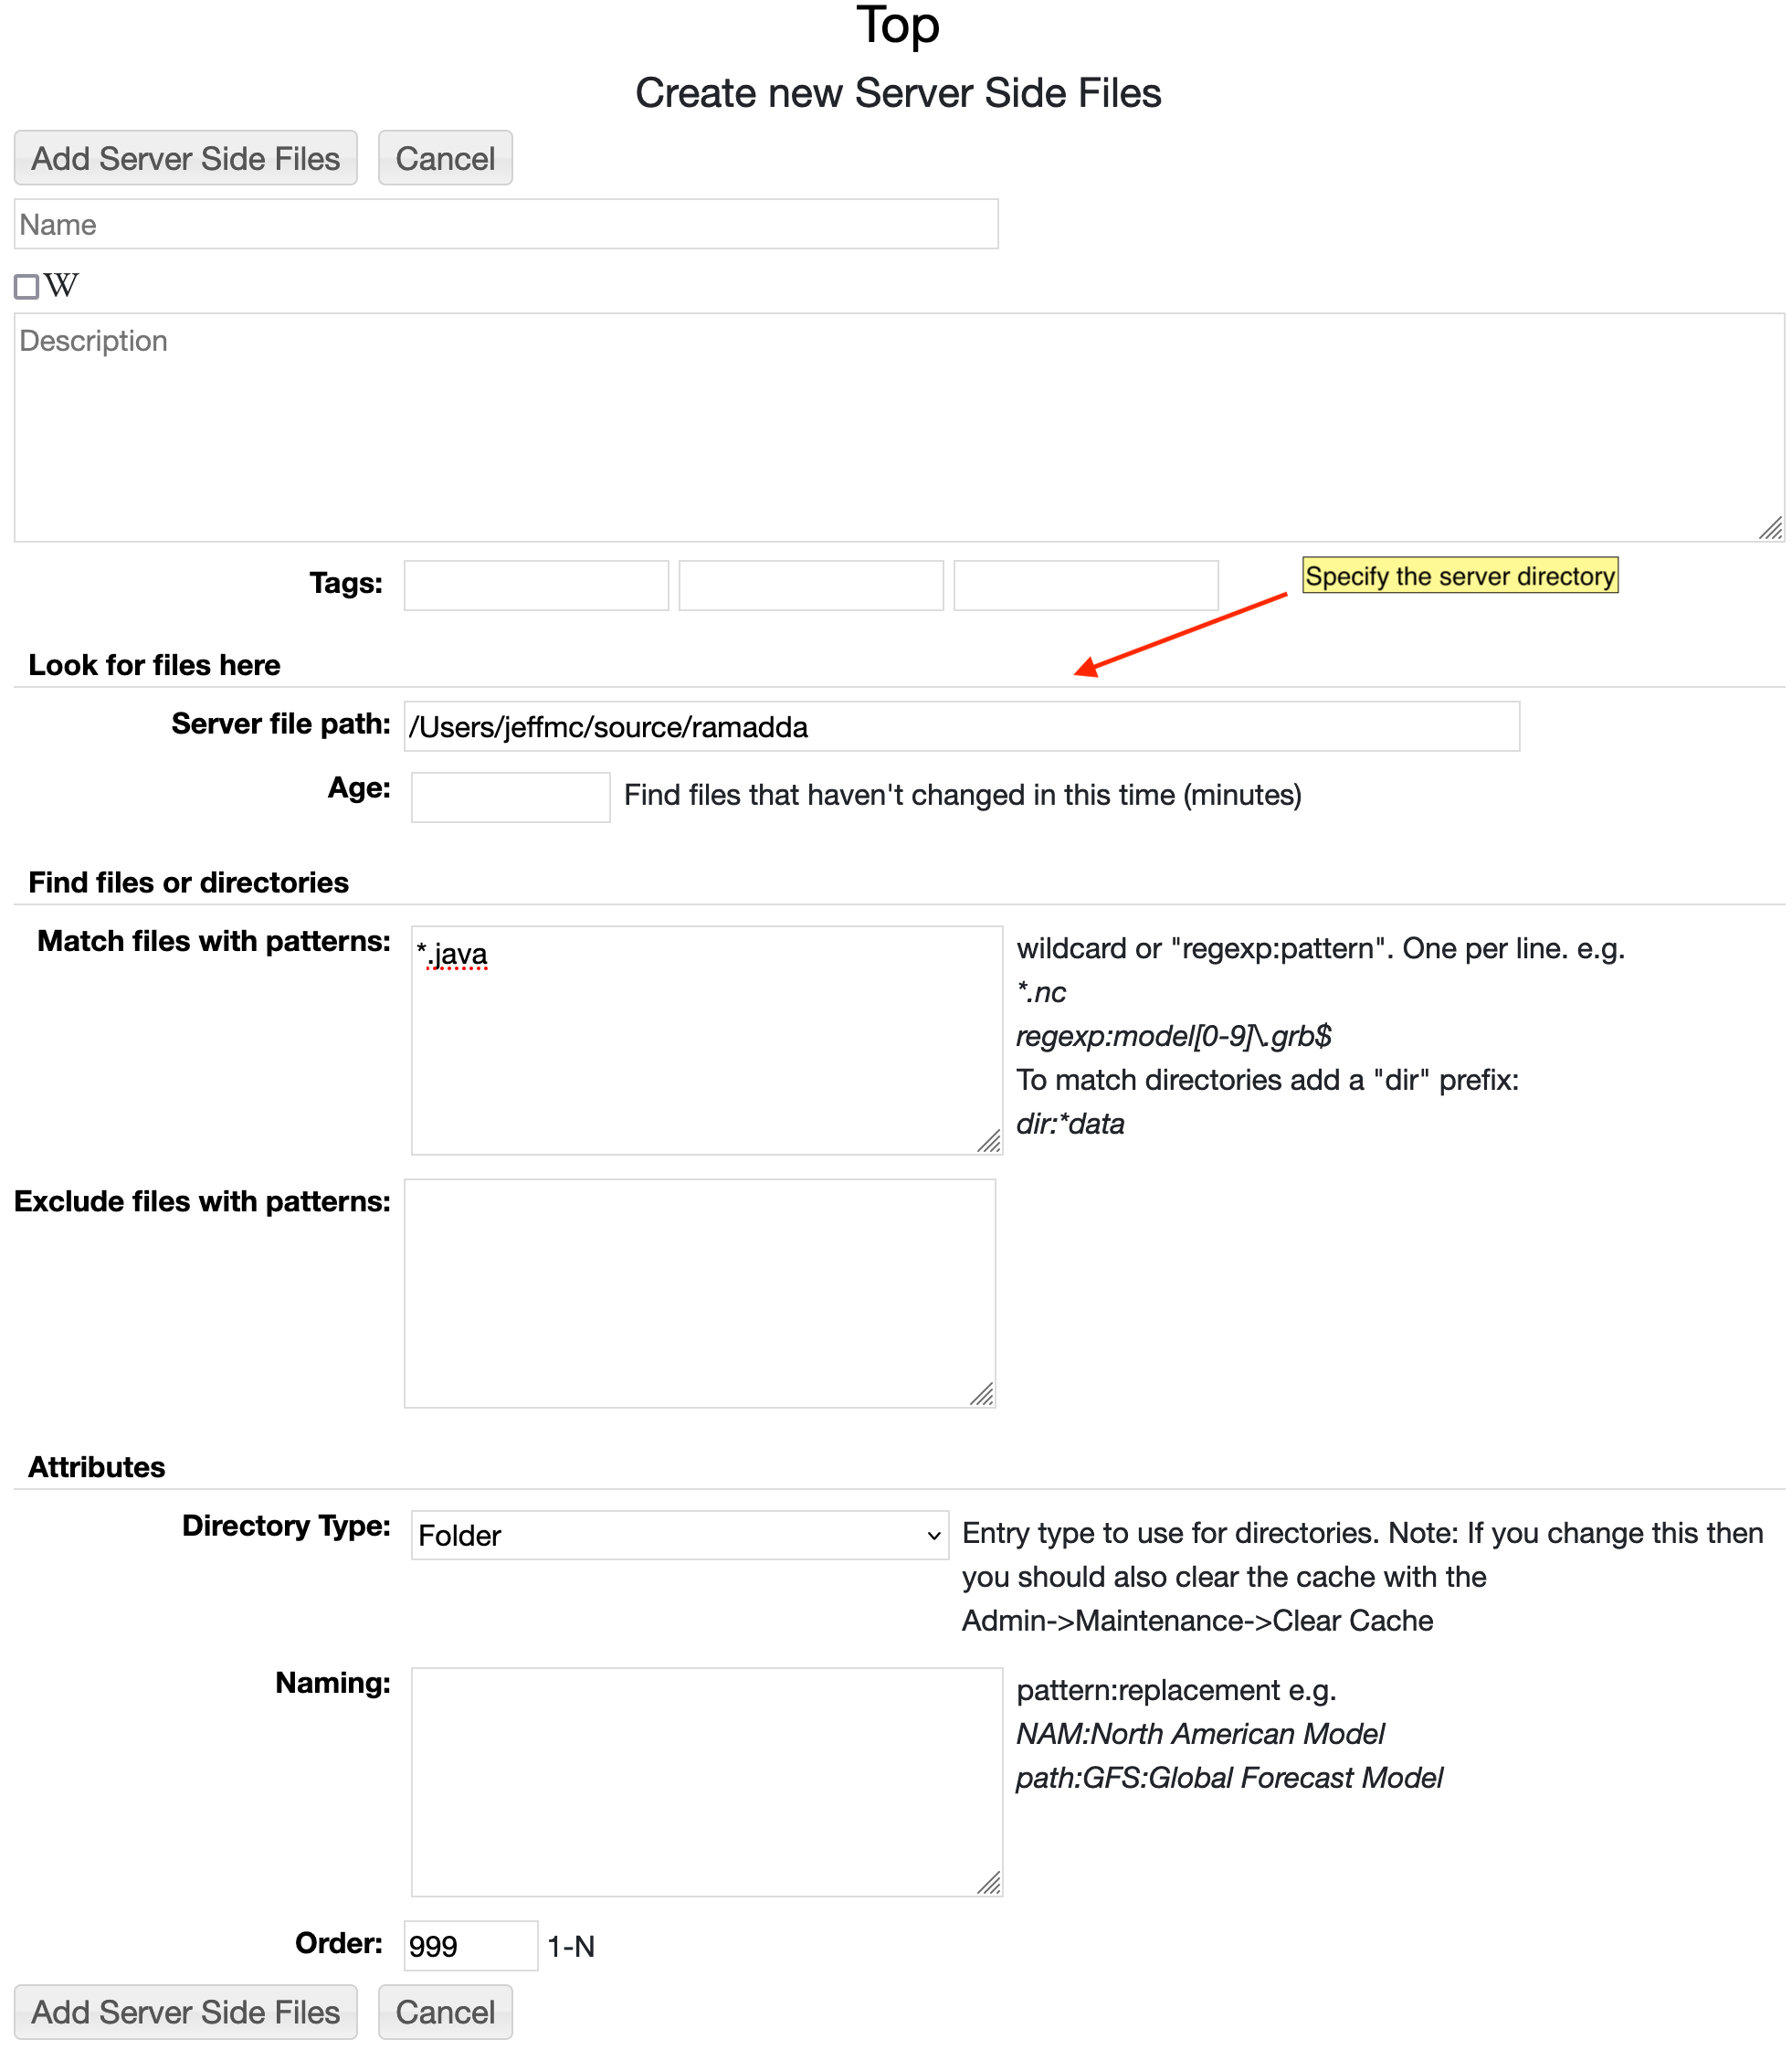 Top
Create new Server Side Files
Add Server Side Files Cancel
Name
W
Description
Tags:
Specify the server directory
Look for files here
Server file path: /Users/jeffmc/source/ramadda
Age: Find files that haven't changed in this time (minutes)
Find files or directories
Match files with patterns: *.java wildcard or "regexp:pattern". One per line. e.g.
*.nc
regexp:model[0-9]\.grb$
To match directories add a "dir" prefix:
dir:*data
Exclude files with patterns:
Attributes
Directory Type: Folder Entry type to use for directories. Note: If you change this then
you should also clear the cache with the
Admin->Maintenance->Clear Cache
Naming: pattern:replacement e.g.
NAM:North American Model
path:GFS:Global Forecast Model
Order: 999 1-N
Add Server Side Files Cancel